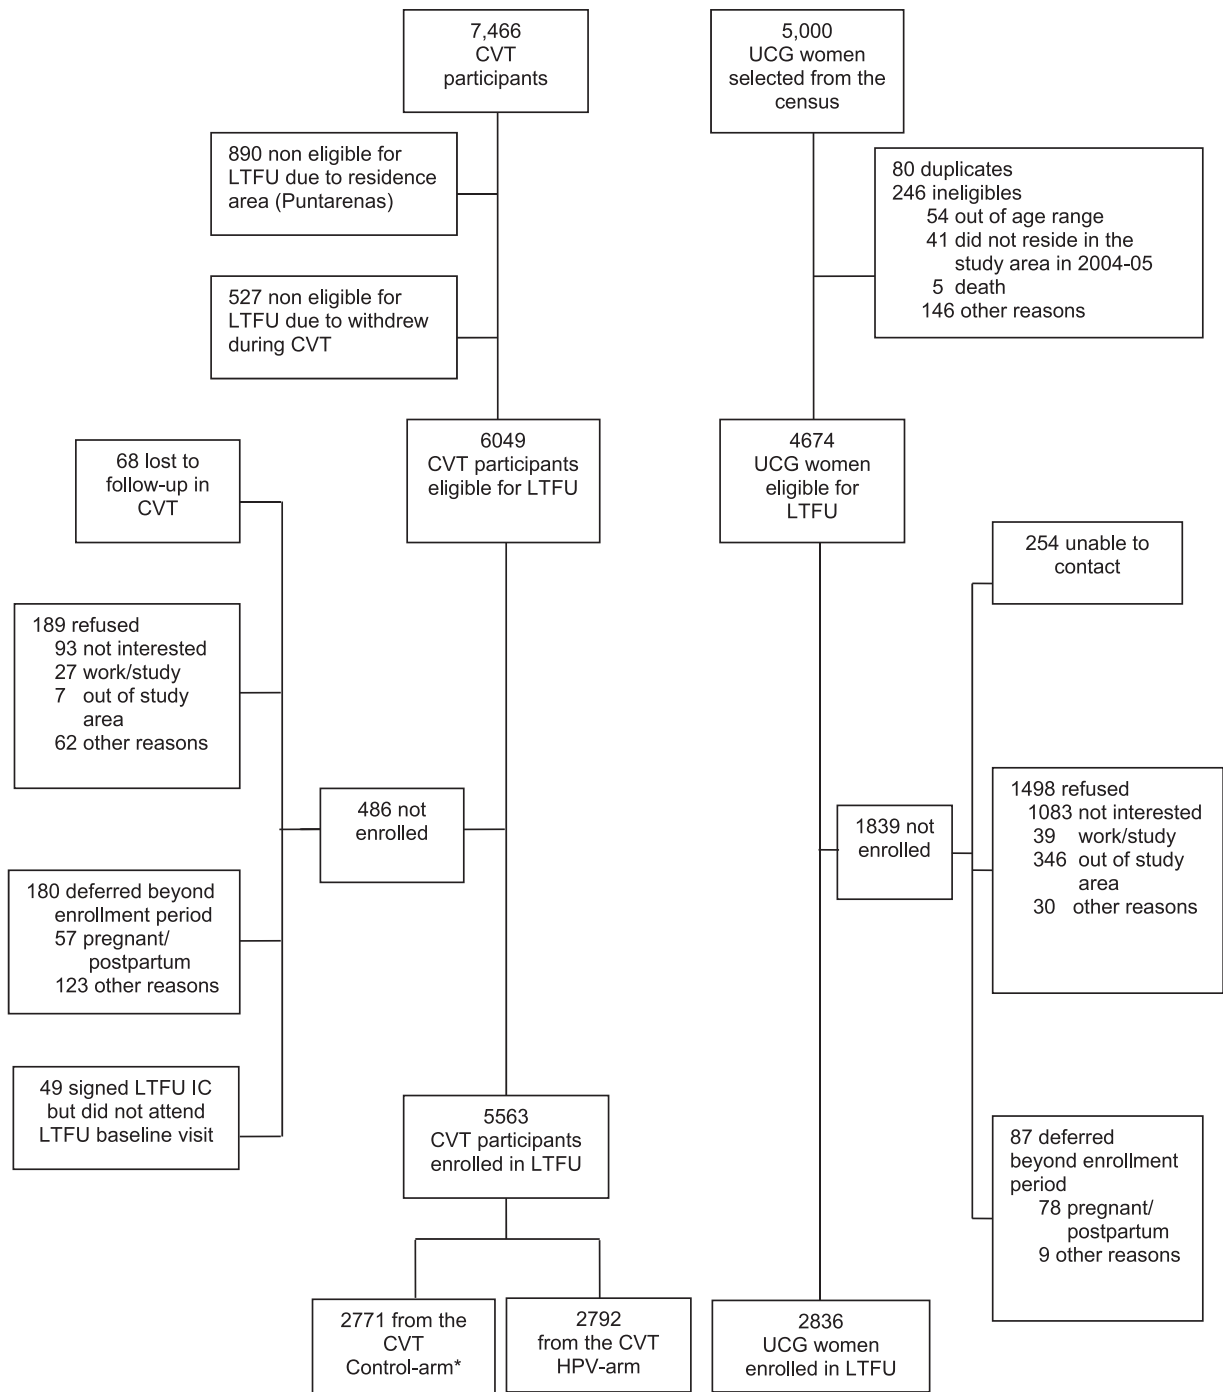 7,466
CVT
participants
5,000
UCG women
selected from the
census
890 non eligible for
LTFU due to residence
area (Puntarenas)
80 duplicates
246 ineligibles
54 out of age range
41 did not reside in the
study area in 2004-05
5 death
146 other reasons
527 non eligible for
LTFU due to withdrew
during CVT
6049
CVT participants
eligible for LTFU
4674
UCG women
eligible for
LTFU
68 lost to
follow-up in
CVT
254 unable to
contact
189 refused
93 not interested
27 work/study
7 out of study
area
62 other reasons
486 not
enrolled
1839 not
enrolled
1498 refused
1083 not interested
39 work/study
346 out of study
area
30 other reasons
180 deferred beyond
enrollment period
57 pregnant/
postpartum
123 other reasons
49 signed LTFU IC
but did not attend
LTFU baseline visit
5563
CVT participants
enrolled in LTFU
87 deferred
beyond enrollment
period
78 pregnant/
postpartum
9 other reasons
2771 from the
CVT
Control-arm*
2792
from the CVT
HPV-arm
2836
UCG women
enrolled in LTFU